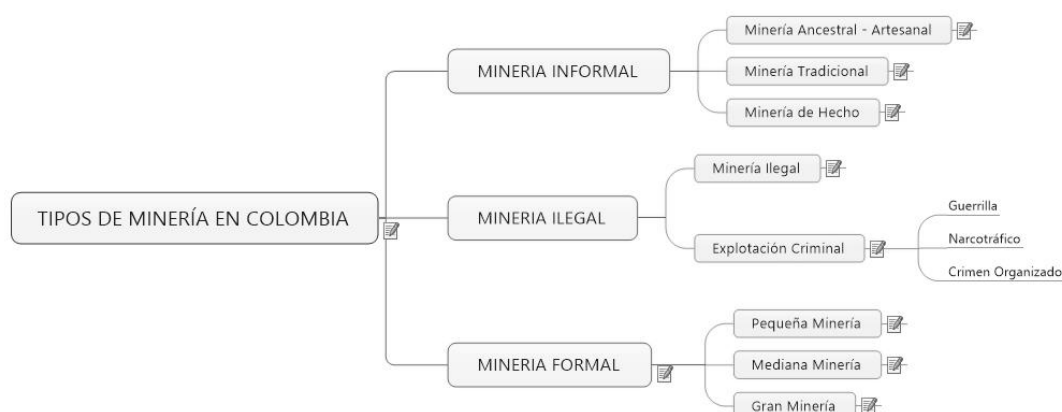 TIPOS DE MINERÍA EN COLOMBIA
MINERIA INFORMAL
Minería Ancestral - Artesanal
Minería Tradicional
Minería de Hecho
MINERIA ILEGAL
Minería Ilegal
Explotación Criminal
Guerrilla
Narcotráfico
Crimen Organizado
MINERIA FORMAL
Pequeña Minería
Mediana Minería
Gran Minería